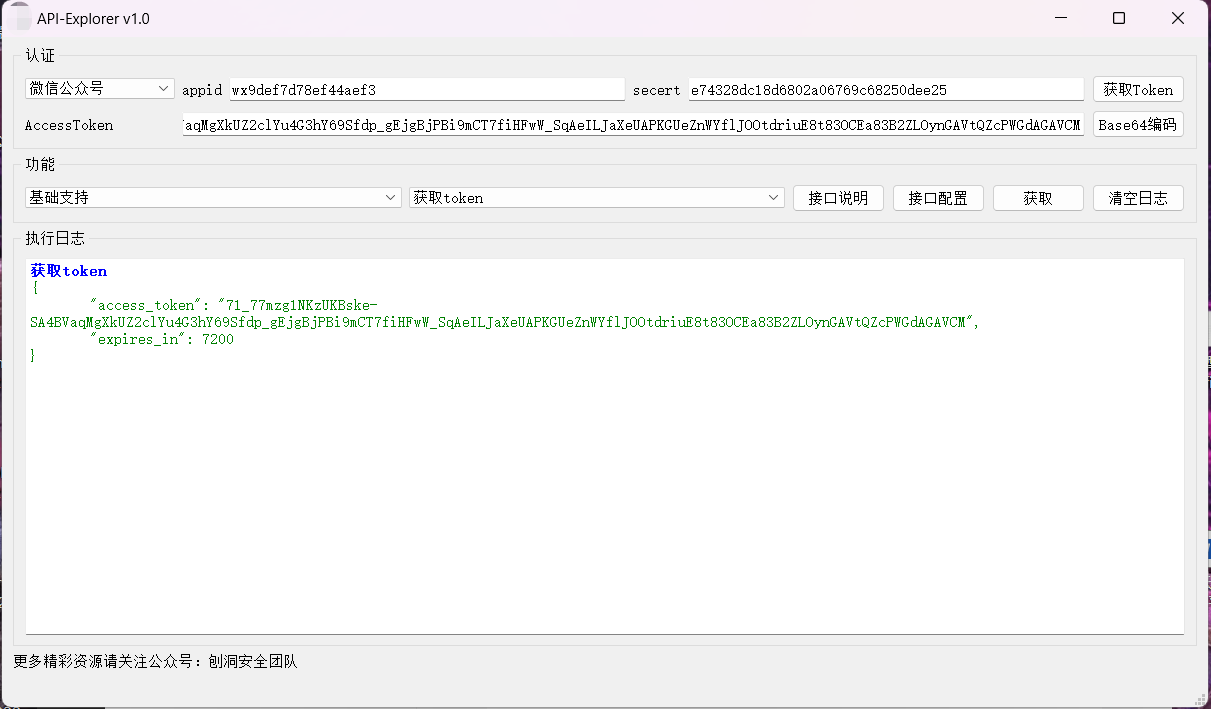 API-Explorer v1.0
认证
微信公众号 appid wx9def7d78ef44aef3 secert e74328dc18d6802a06769c68250dee25 获取Token
AccessToken aqMgXkUZ2clYu4G3hY69Sfdp_gEjgBjPBi9mCT7fiHFwW_SqAeILJaXeUAPKGUeZnWYflJOOtdriuE8t83OCEa83B2ZLOynGAVtQZcPWGdAGAVCM Base64编码
功能
基础支持 获取token 接口说明 接口配置 获取 清空日志
执行日志
获取token
{
"access_token": "71_77mzg1NKzUKBske-
SA4BVaqMgXkUZ2clYu4G3hY69Sfdp_gEjgBjPBi9mCT7fiHFwW_SqAeILJaXeUAPKGUeZnWYflJOOtdriuE8t83OCEa83B2ZLOynGAVtQZcPWGdAGAVCM",
"expires_in": 7200
}
更多精彩资源请关注公众号：刨洞安全团队